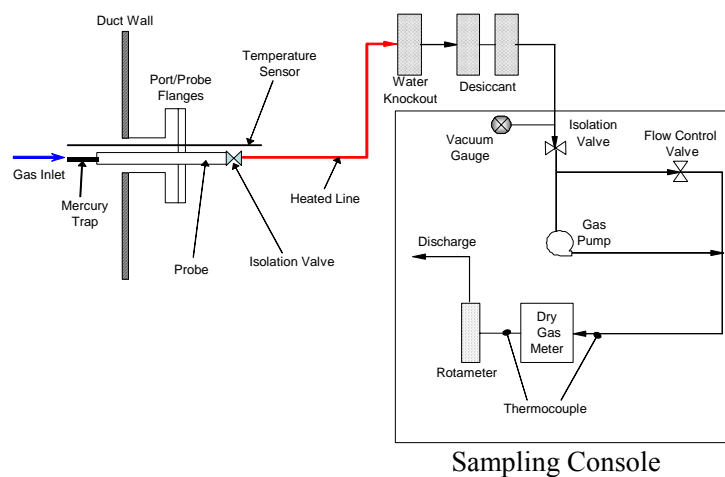 Duct Wall
Temperature
Sensor
Port/Probe
Flanges
Water
Knockout
Desiccant
Gas Inlet
Mercury
Trap
Probe
Isolation Valve
Heated Line
Vacuum
Gauge
Isolation
Valve
Flow Control
Valve
Gas
Pump
Discharge
Dry
Gas
Meter
Rotameter
Thermocouple
Sampling Console